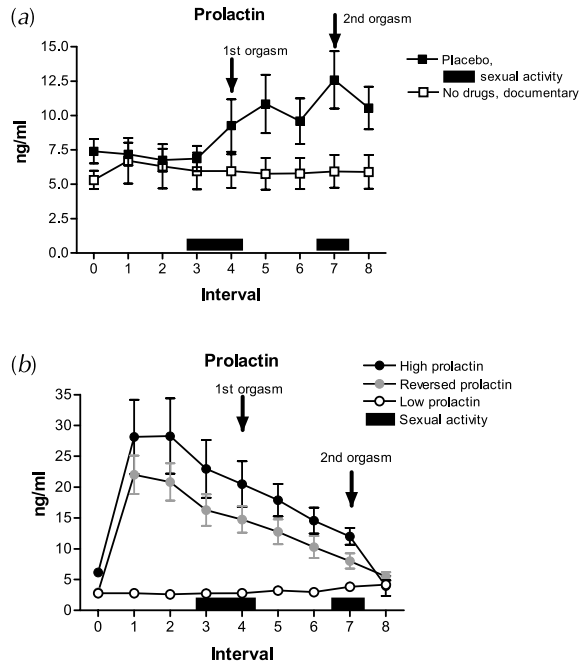 (a)
Prolactin
1st orgasm
2nd orgasm
Placebo,
sexual activity
No drugs, documentary
ng/ml
15.0
12.5
10.0
7.5
5.0
2.5
0.0
0 1 2 3 4 5 6 7 8
Interval
(b)
Prolactin
1st orgasm
2nd orgasm
High prolactin
Reversed prolactin
Low prolactin
Sexual activity
ng/ml
35
30
25
20
15
10
5
0
0 1 2 3 4 5 6 7 8
Interval